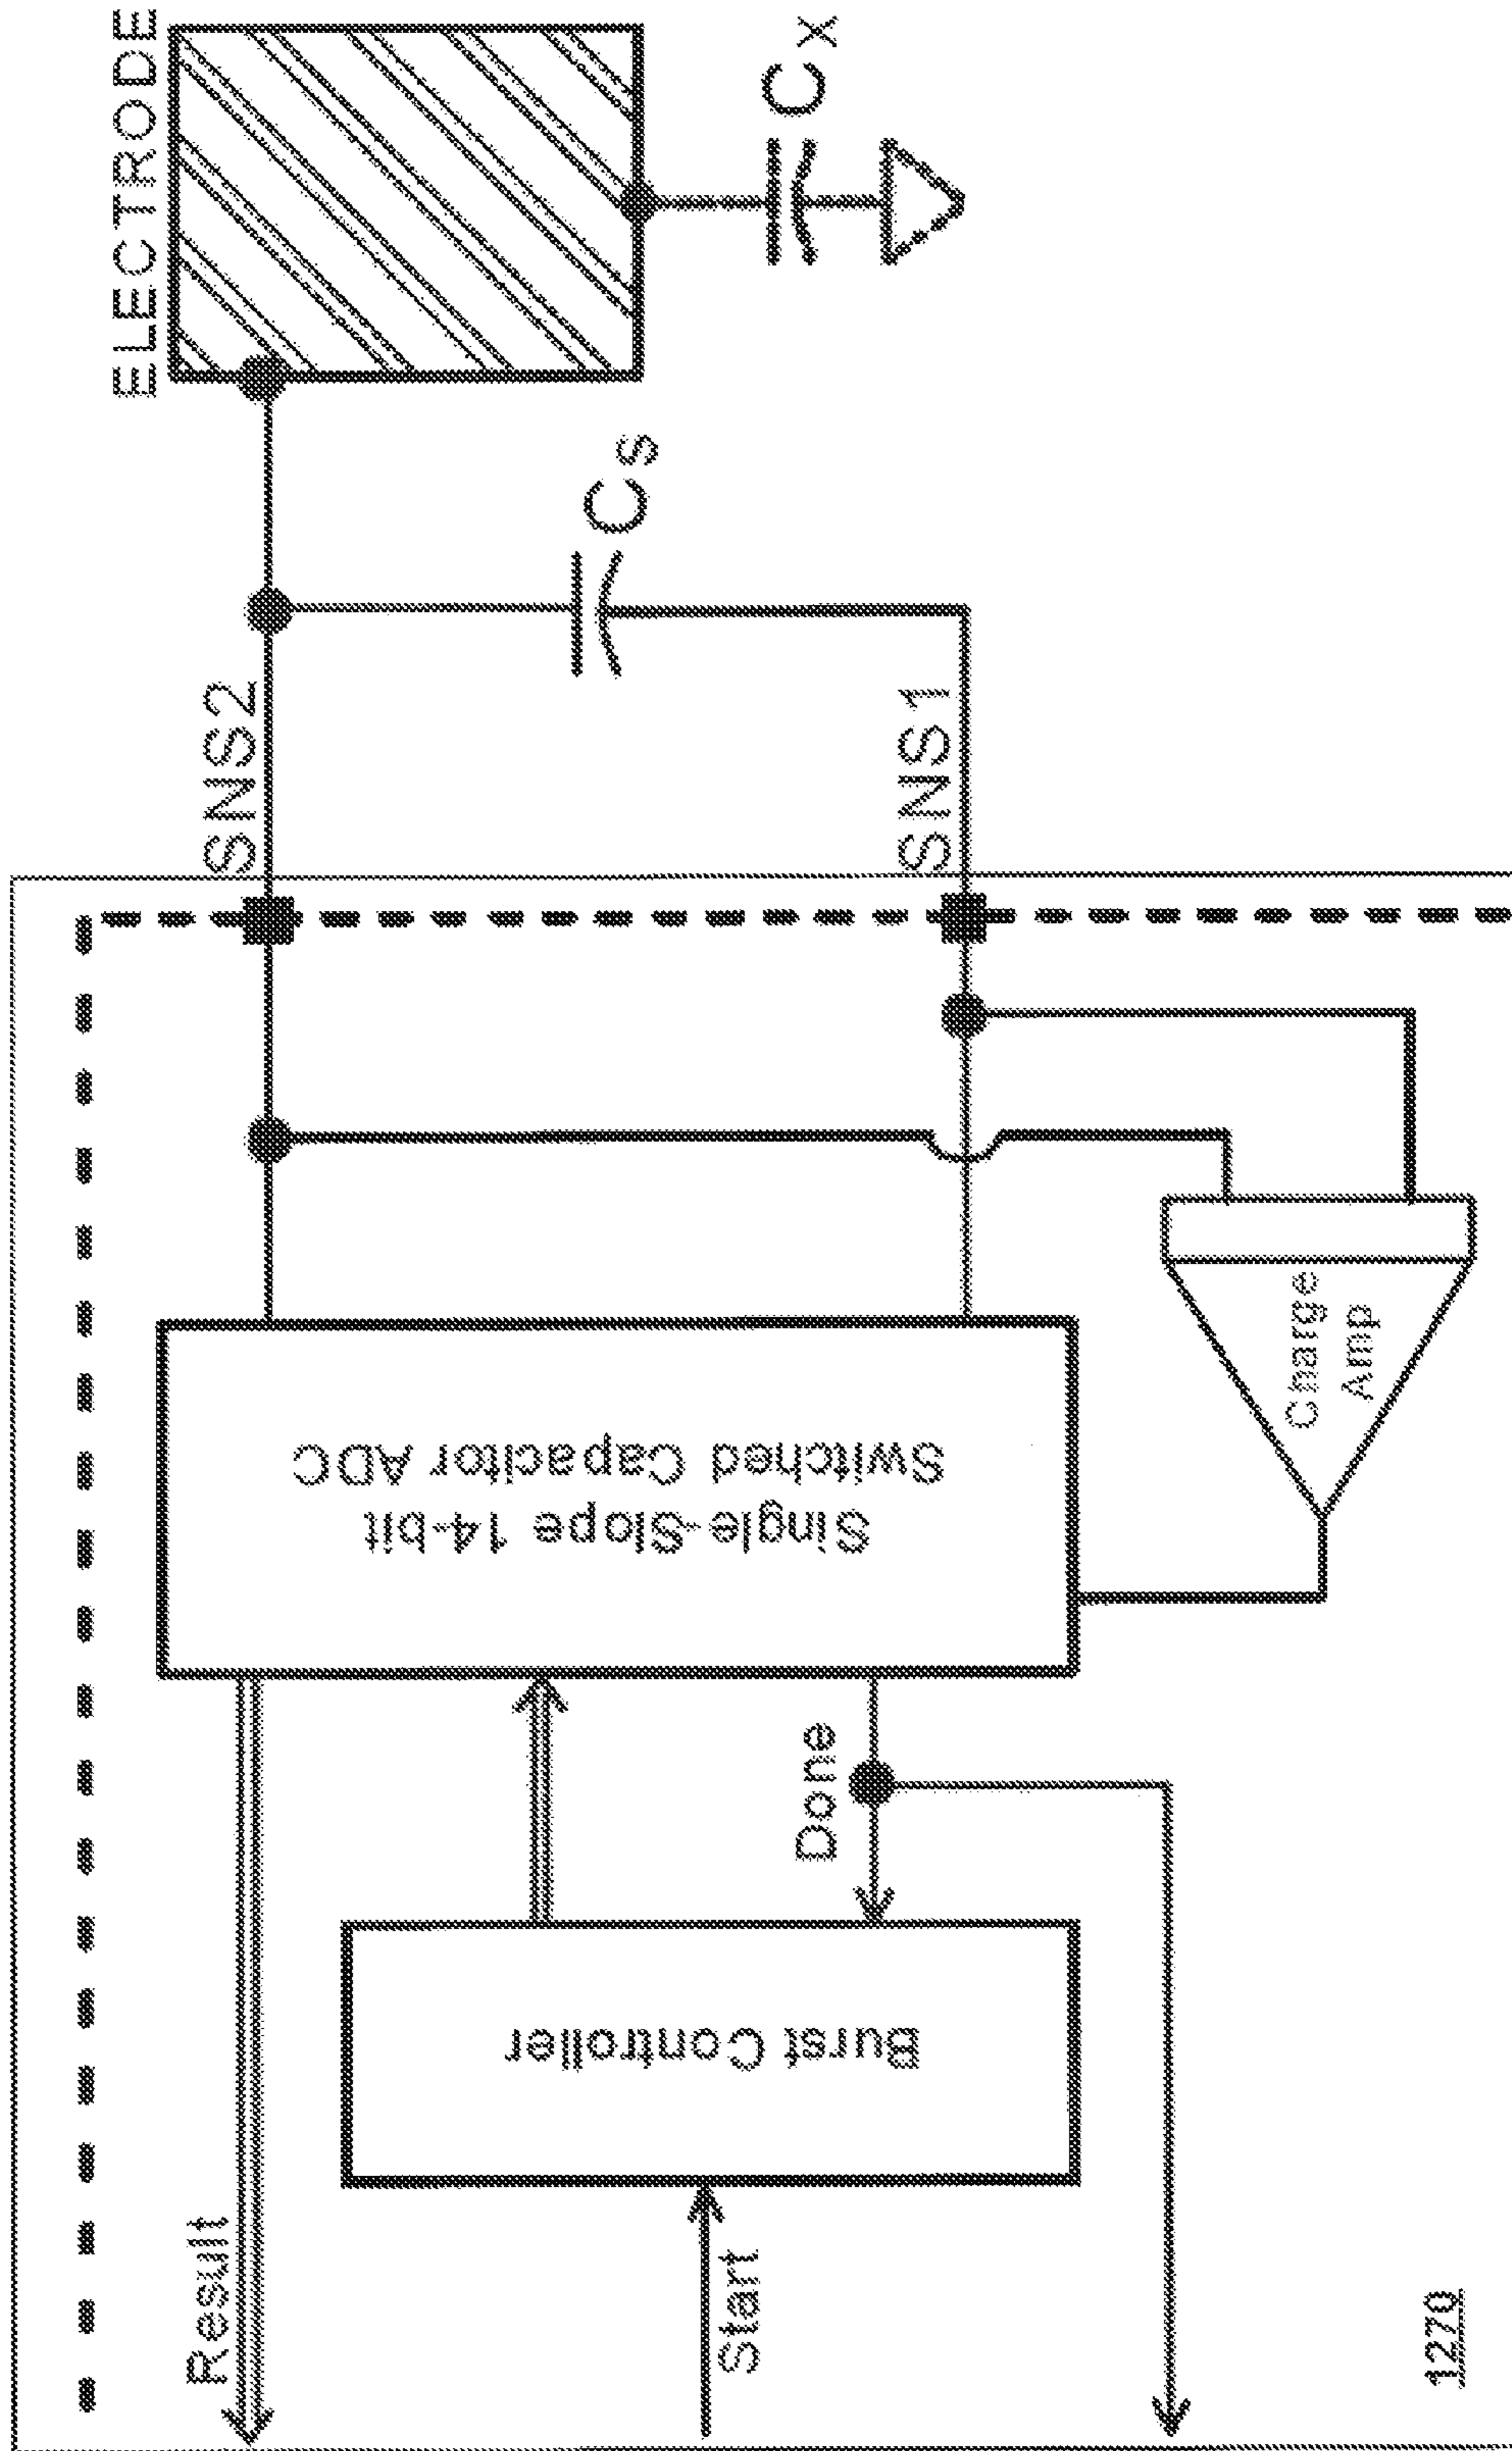 ELECTRODE
CX
SNS2
CS
SNS1
Result
Single-Slope 14-bit
Switched Capacitor ADC
Done
Burst Controller
Charge
Amp
Start
1270